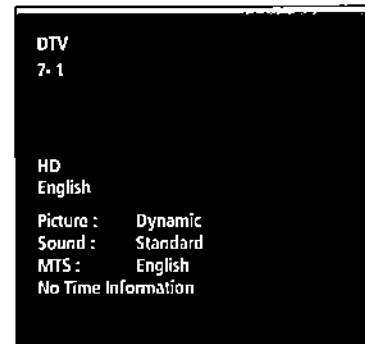 DTV
7-1
HD
English
Picture : Dynamic
Sound : Standard
MTS : English
No Time Information